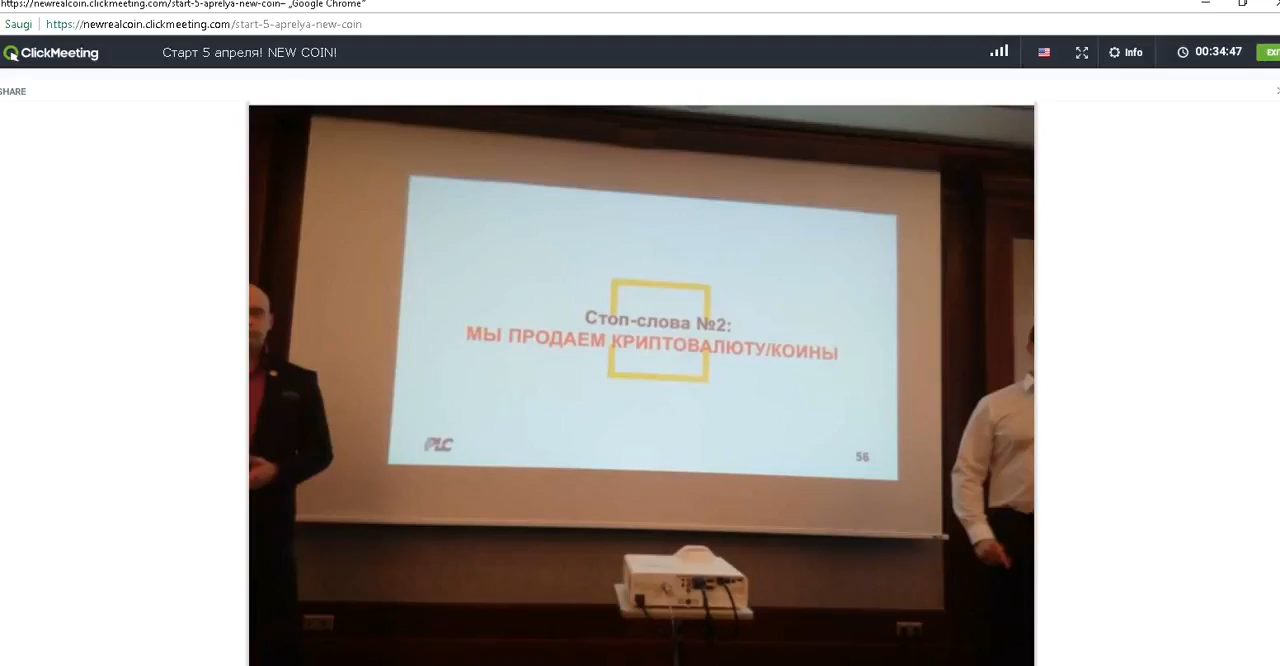 https://newrealcoin.clickmeeting.com/start-5-aprelya-new-coin– „Google Chrome“
Saugi | https://newrealcoin.clickmeeting.com/start-5-aprelya-new-coin
ClickMeeting
Старт 5 апреля! NEW COIN!
Info
00:34:47
SHARE
Стоп-слова №2:
МЫ ПРОДАЕМ КРИПТОВАЛЮТУ/КОИНЫ
PLC
56